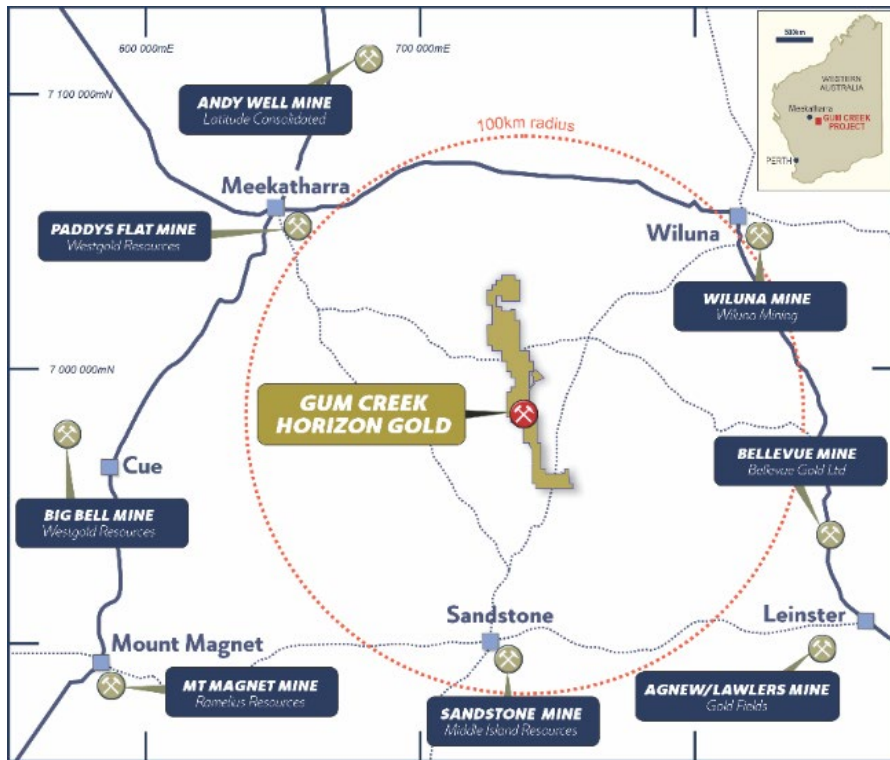 600 000mE
700 000mE
7 100 000mN
ANDY WELL MINE
Latitude Consolidated
500km
WESTERN
AUSTRALIA
Meekatharra
GUM CREEK
PROJECT
PERTH
100km radius
Meekatharra
PADDYS FLAT MINE
Westgold Resources
Wiluna
WILUNA MINE
Wiluna Mining
7 000 000mN
GUM CREEK
HORIZON GOLD
BELLEVUE MINE
Bellevue Gold Ltd
Cue
BIG BELL MINE
Westgold Resources
Sandstone
Leinster
Mount Magnet
MT MAGNET MINE
Ramelius Resources
SANDSTONE MINE
Middle Island Resources
AGNEW/LAWLERS MINE
Gold Fields